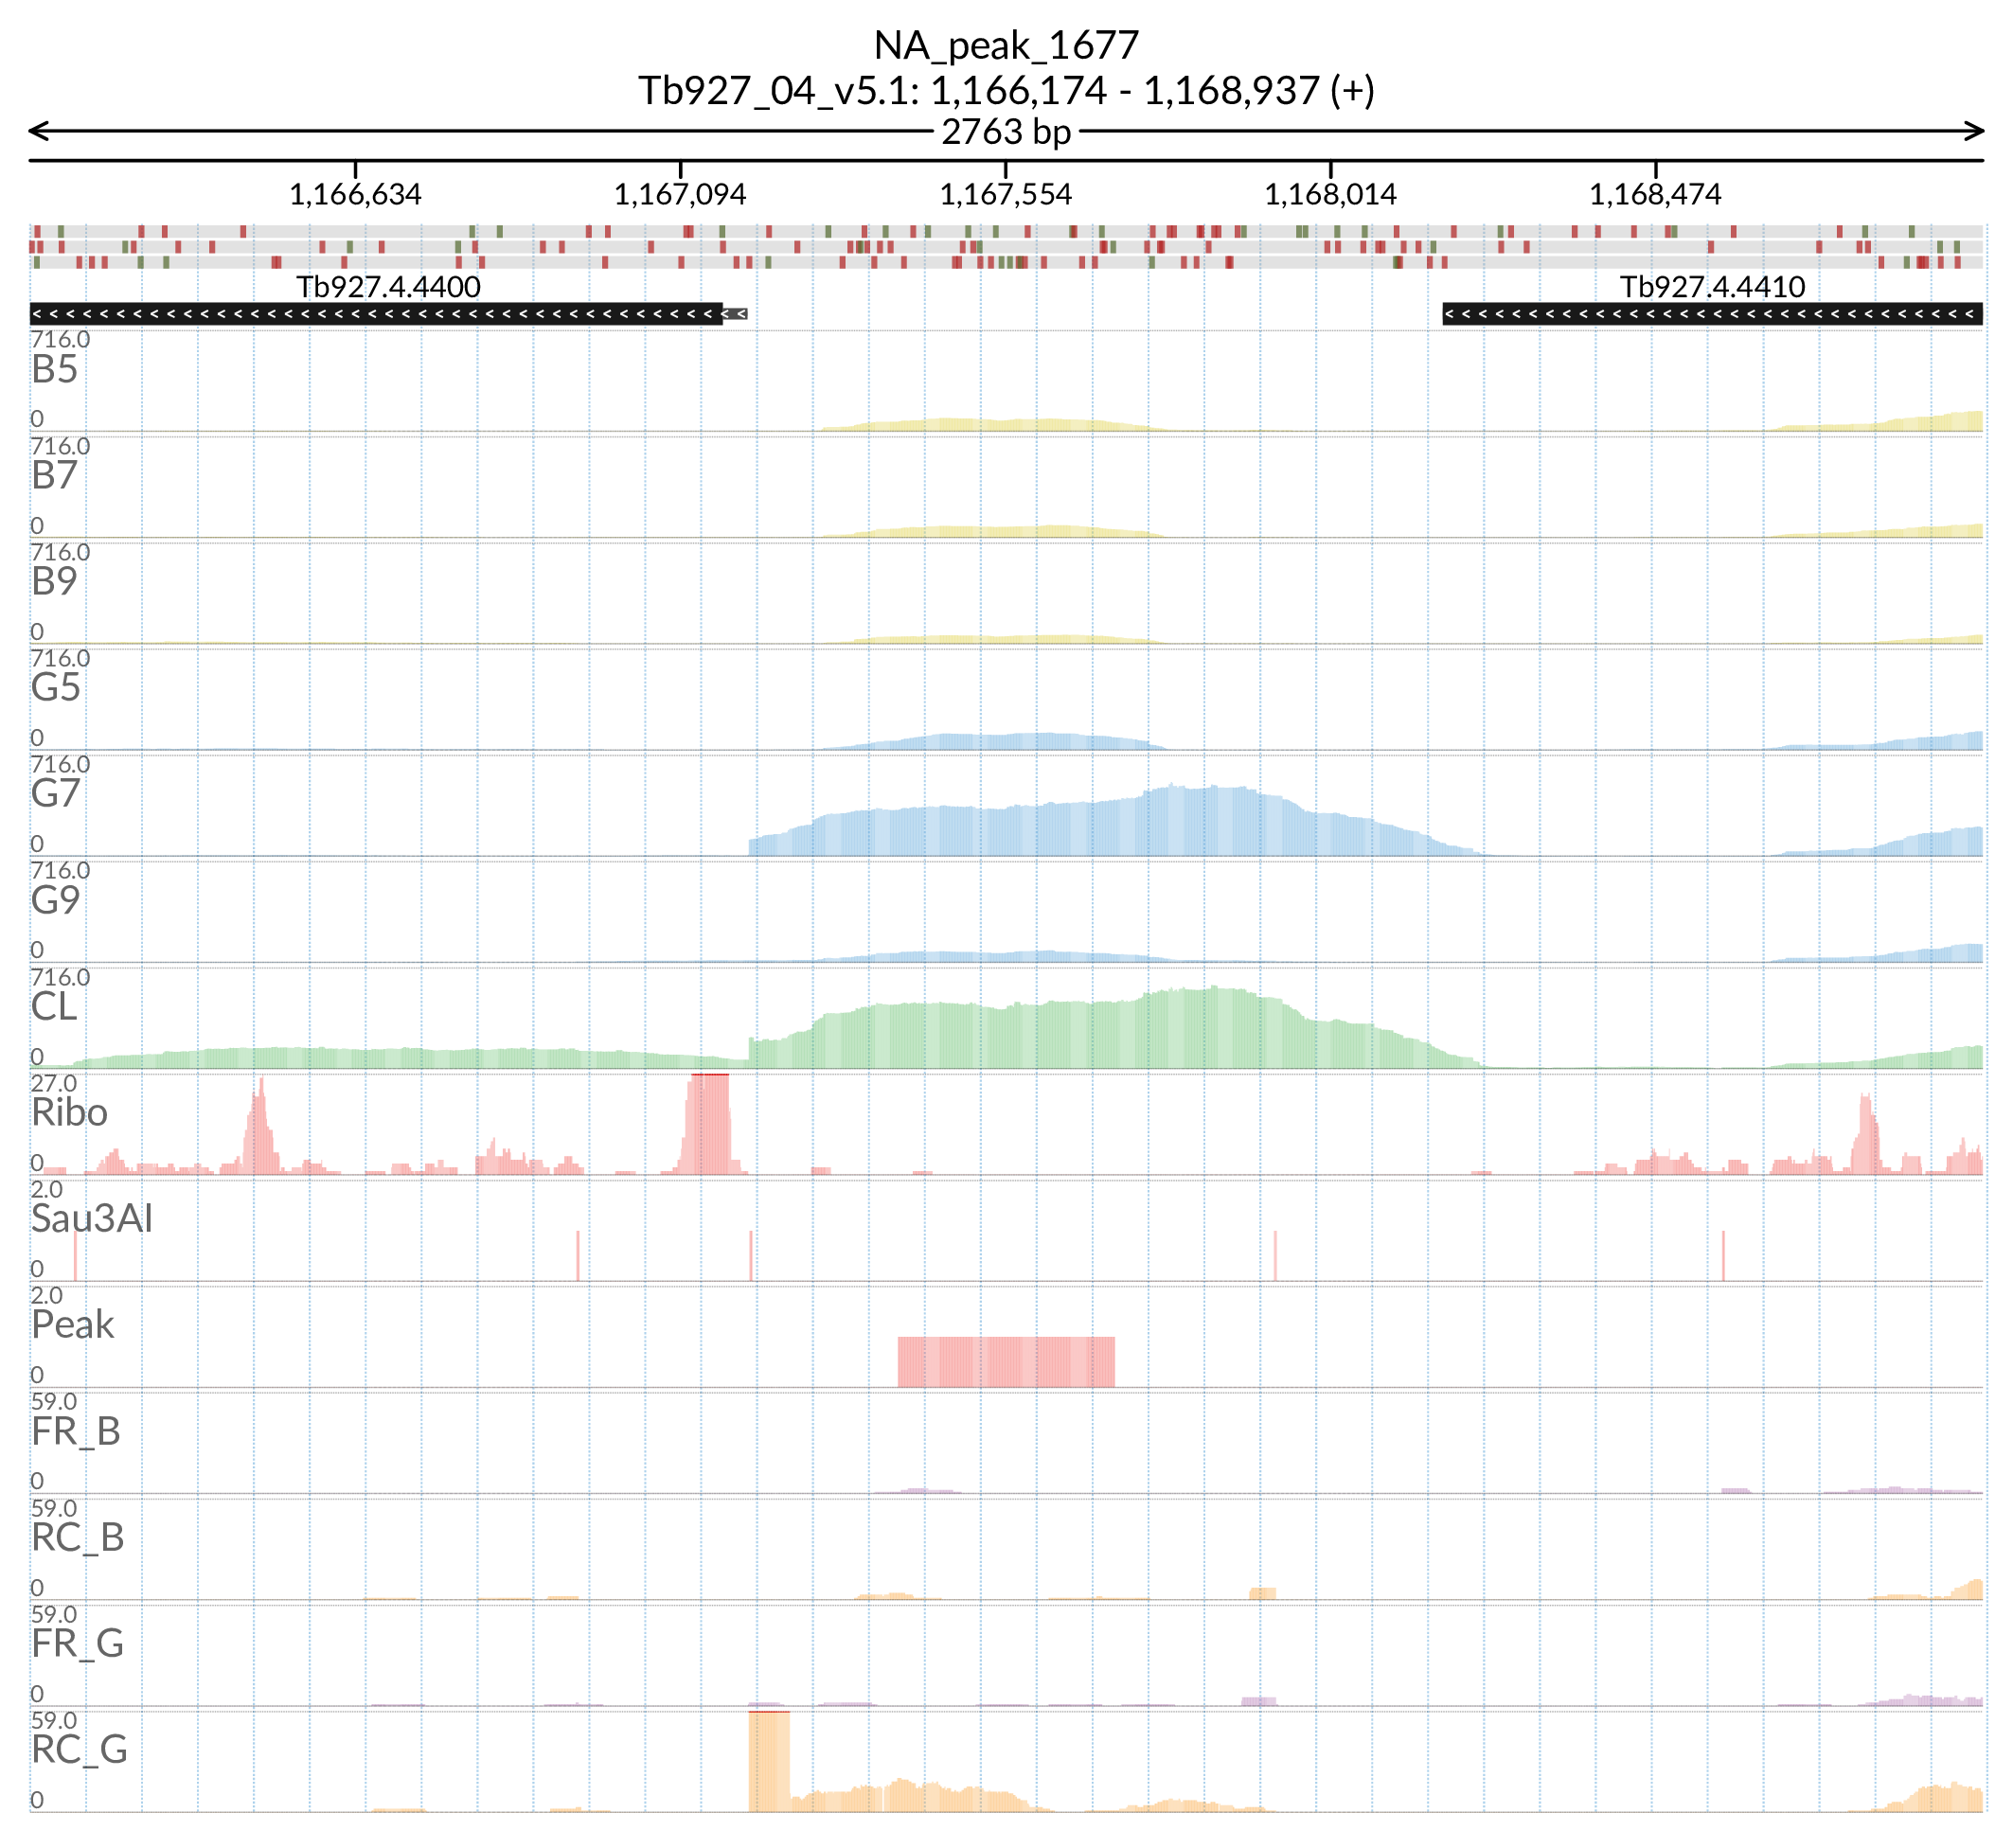 NA_peak_1677
Tb927_04_v5.1: 1,166,174 - 1,168,937 (+)
2763 bp
1,166,634 1,167,094 1,167,554 1,168,014 1,168,474
Tb927.4.4400 Tb927.4.4410
716.0
B5
0
716.0
B7
0
716.0
B9
0
716.0
G5
0
716.0
G7
0
716.0
G9
0
716.0
CL
0
27.0
Ribo
0
2.0
Sau3AI
0
2.0
Peak
0
59.0
FR_B
0
59.0
RC_B
0
59.0
FR_G
0
59.0
RC_G
0